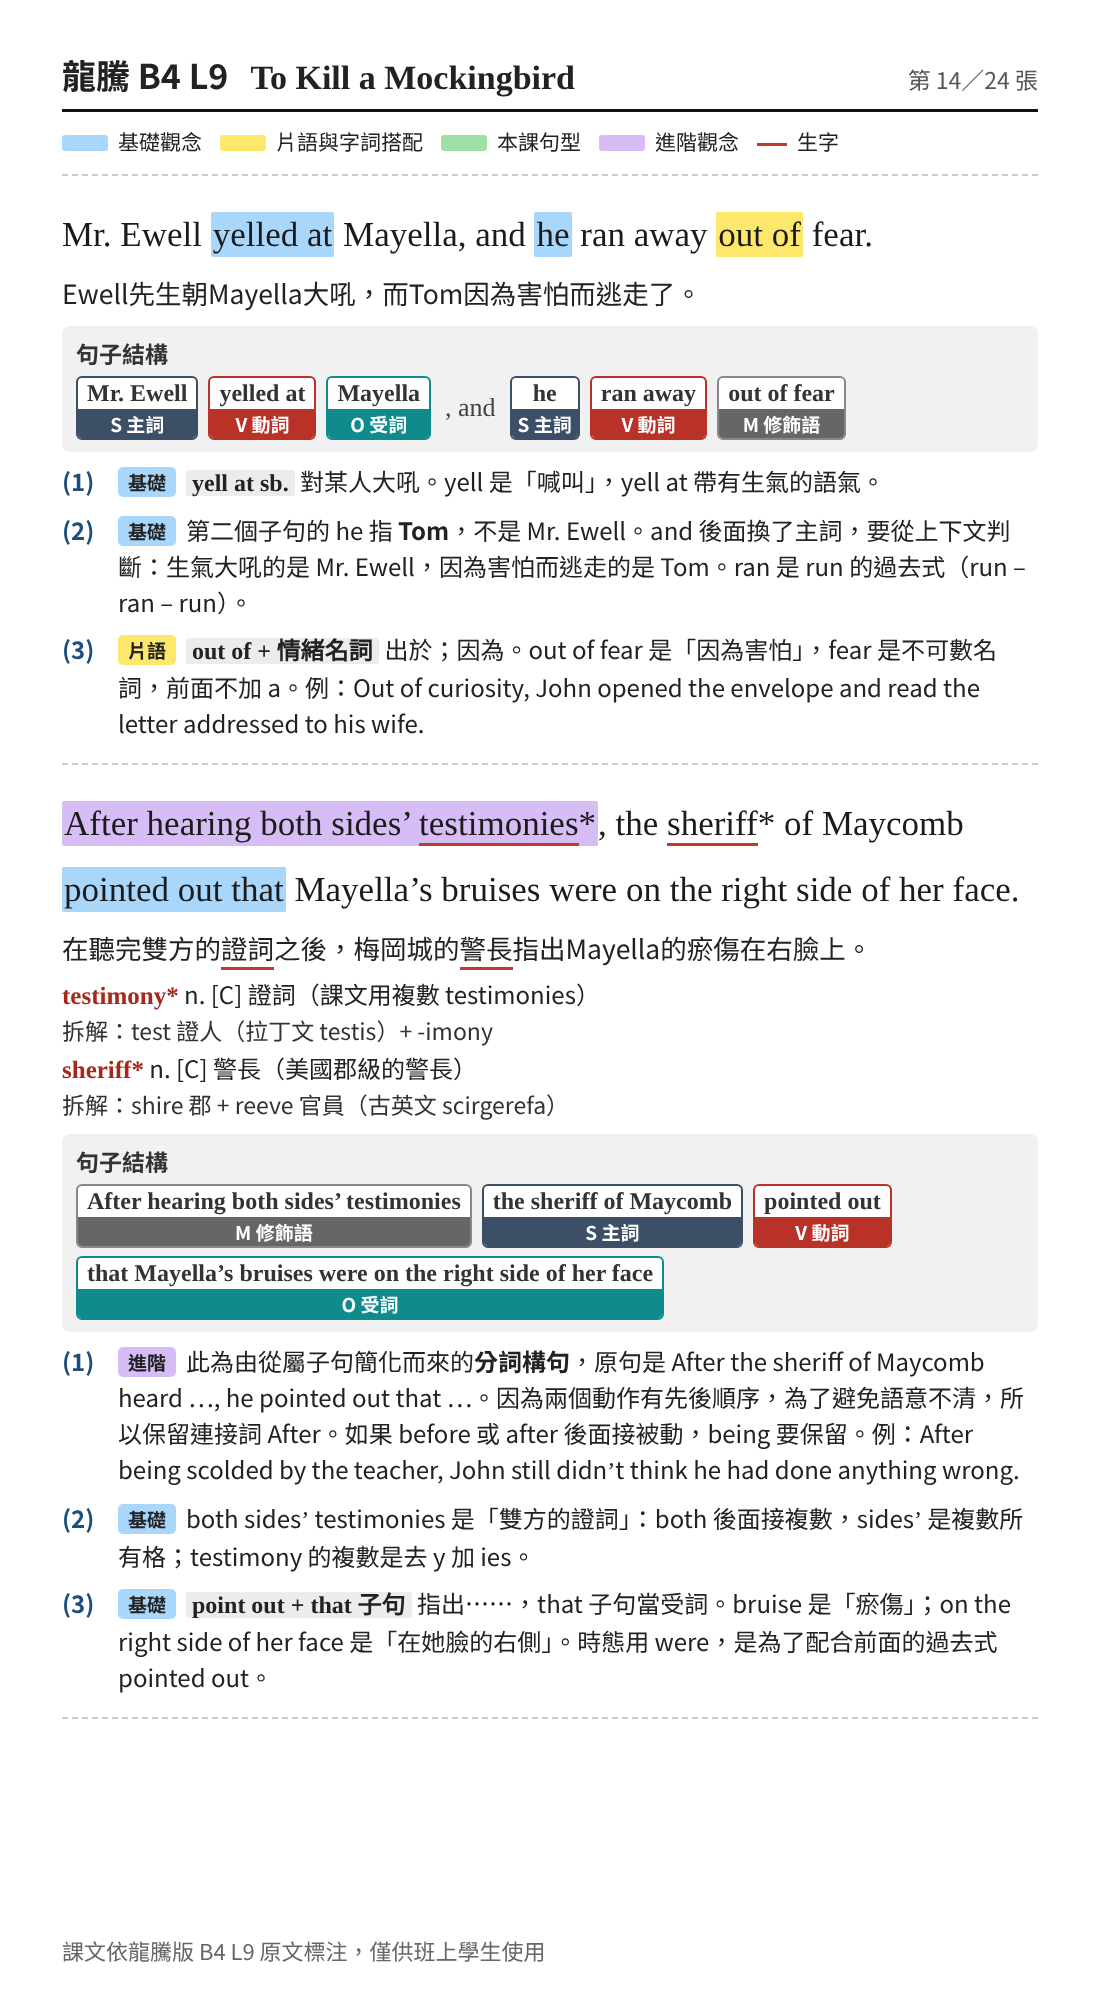 龍騰 B4 L9 To Kill a Mockingbird
第 14／24 張
基礎觀念 片語與字詞搭配 本課句型 進階觀念 生字
Mr. Ewell yelled at Mayella, and he ran away out of fear.
Ewell先生朝Mayella大吼，而Tom因為害怕而逃走了。
句子結構
Mr. Ewell yelled at Mayella , and he ran away out of fear
S 主詞 V 動詞 O 受詞 S 主詞 V 動詞 M 修飾語
(1) 基礎 yell at sb. 對某人大吼。yell 是「喊叫」，yell at 帶有生氣的語氣。
(2) 基礎 第二個子句的 he 指 Tom，不是 Mr. Ewell。and 後面換了主詞，要從上下文判
斷：生氣大吼的是 Mr. Ewell，因為害怕而逃走的是 Tom。ran 是 run 的過去式（run –
ran – run）。
(3) 片語 out of + 情緒名詞 出於；因為。out of fear 是「因為害怕」，fear 是不可數名
詞，前面不加 a。例：Out of curiosity, John opened the envelope and read the
letter addressed to his wife.
After hearing both sides’ testimonies*, the sheriff* of Maycomb
pointed out that Mayella’s bruises were on the right side of her face.
在聽完雙方的證詞之後，梅岡城的警長指出Mayella的瘀傷在右臉上。
testimony* n. [C] 證詞（課文用複數 testimonies）
拆解：test 證人（拉丁文 testis）+ -imony
sheriff* n. [C] 警長（美國郡級的警長）
拆解：shire 郡 + reeve 官員（古英文 scirgerefa）
句子結構
After hearing both sides’ testimonies the sheriff of Maycomb pointed out
M 修飾語 S 主詞 V 動詞
that Mayella’s bruises were on the right side of her face
O 受詞
(1) 進階 此為由從屬子句簡化而來的分詞構句，原句是 After the sheriff of Maycomb
heard …, he pointed out that …。因為兩個動作有先後順序，為了避免語意不清，所
以保留連接詞 After。如果 before 或 after 後面接被動，being 要保留。例：After
being scolded by the teacher, John still didn’t think he had done anything wrong.
(2) 基礎 both sides’ testimonies 是「雙方的證詞」：both 後面接複數，sides’ 是複數所
有格；testimony 的複數是去 y 加 ies。
(3) 基礎 point out + that 子句 指出……，that 子句當受詞。bruise 是「瘀傷」；on the
right side of her face 是「在她臉的右側」。時態用 were，是為了配合前面的過去式
pointed out。
課文依龍騰版 B4 L9 原文標注，僅供班上學生使用